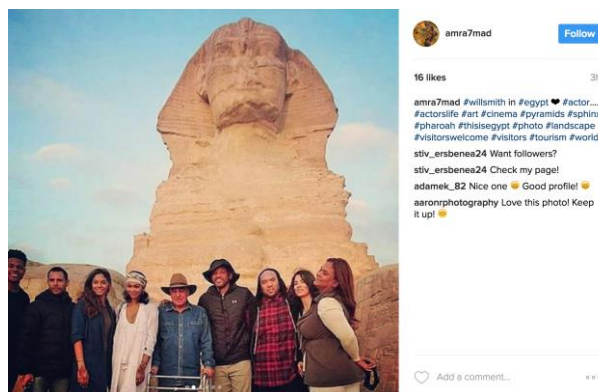 amra7mad
Follow
16 likes
3h
amra7mad #willsmith in #egypt ❤ #actor....
#actorslife #art #cinema #pyramids #sphinx
#pharoah #thisisegypt #photo #landscape
#visitorswelcome #visitors #tourism #world
stiv_ersbenea24 Want followers?
stiv_ersbenea24 Check my page!
adamek_82 Nice one 😊 Good profile! 😊
aaronrphotography Love this photo! Keep
it up! 😊
Add a comment...